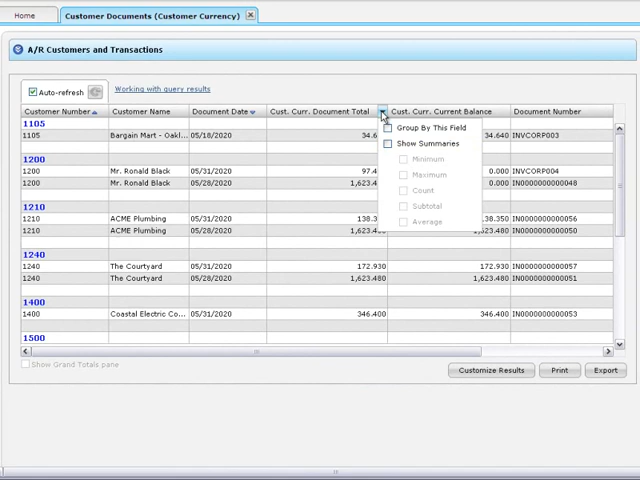 Home
Customer Documents (Customer Currency)
A/R Customers and Transactions
Auto-refresh
Working with query results
Customer Number Customer Name Document Date Cust. Curr. Document Total Cust. Curr. Current Balance Document Number
1105
1105 Bargain Mart - Oakl... 05/18/2020 34.6 34.640 INVCORP003
1200
1200 Mr. Ronald Black 05/31/2020 97.4 0.000 INVCORP004
1200 Mr. Ronald Black 05/28/2020 1,623.4 0.000 IN0000000000048
1210
1210 ACME Plumbing 05/31/2020 138.3 138.350 IN0000000000056
1210 ACME Plumbing 05/28/2020 1,623.480 1,623.480 IN0000000000050
1240
1240 The Courtyard 05/31/2020 172.930 172.930 IN0000000000057
1240 The Courtyard 05/28/2020 1,623.480 1,623.480 IN0000000000051
1400
1400 Coastal Electric Co... 05/31/2020 346.400 346.400 IN0000000000053
1500
Group By This Field
Show Summaries
Minimum
Maximum
Count
Subtotal
Average
Show Grand Totals pane
Customize Results Print Export